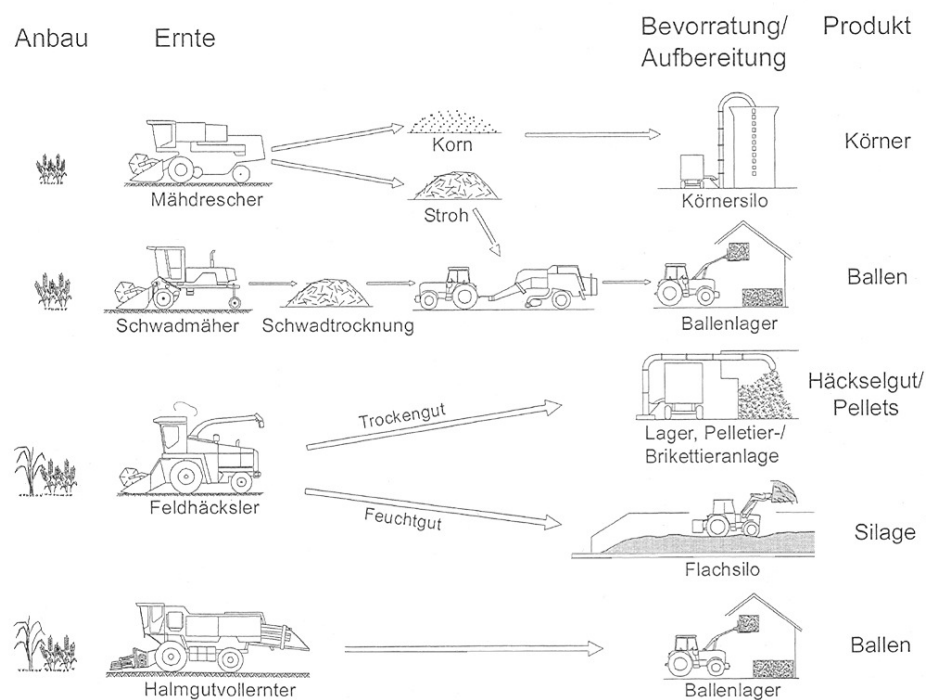 Anbau
Ernte
Bevorratung/
Aufbereitung
Produkt
Korn
Körner
Mähdrescher
Stroh
Körnersilo
Ballen
Schwadmäher
Schwadtrocknung
Ballenlager
Häckselgut/
Pellets
Trockengut
Lager, Pelletier-/
Brikettieranlage
Feldhäcksler
Feuchtgut
Silage
Flachsilo
Ballen
Halmgutvollernter
Ballenlager